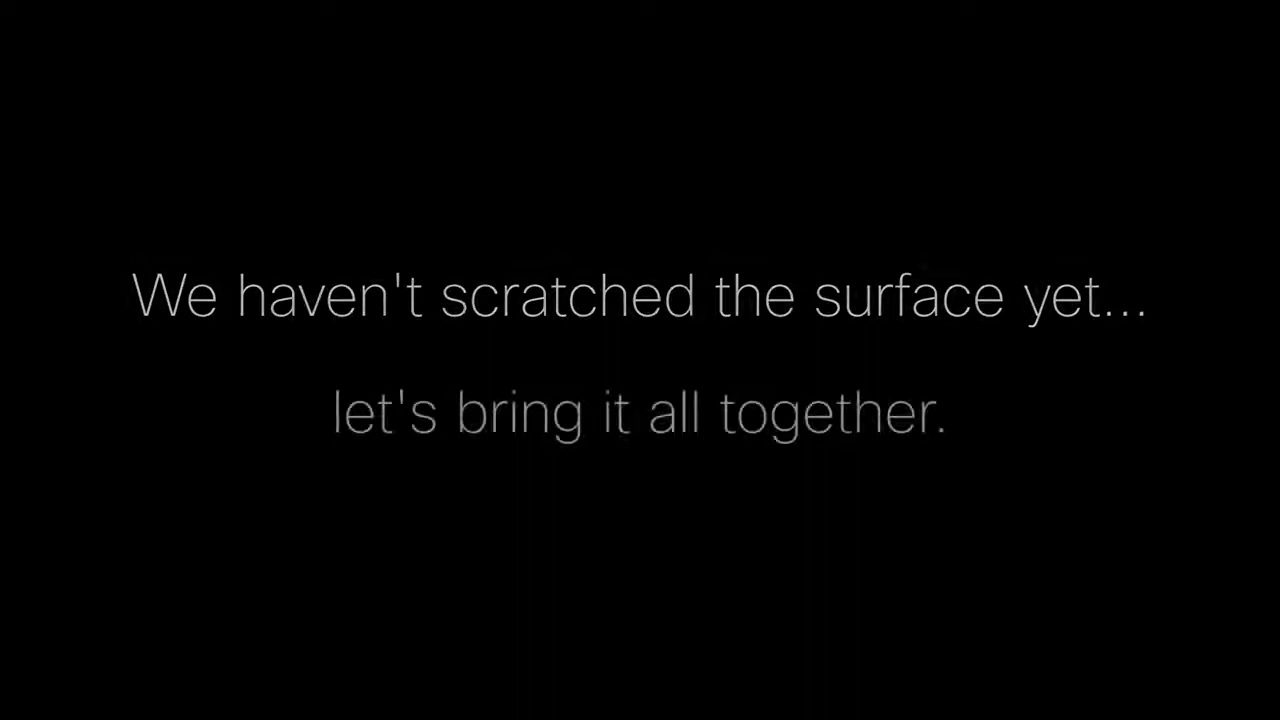 We haven't scratched the surface yet...
let's bring it all together.